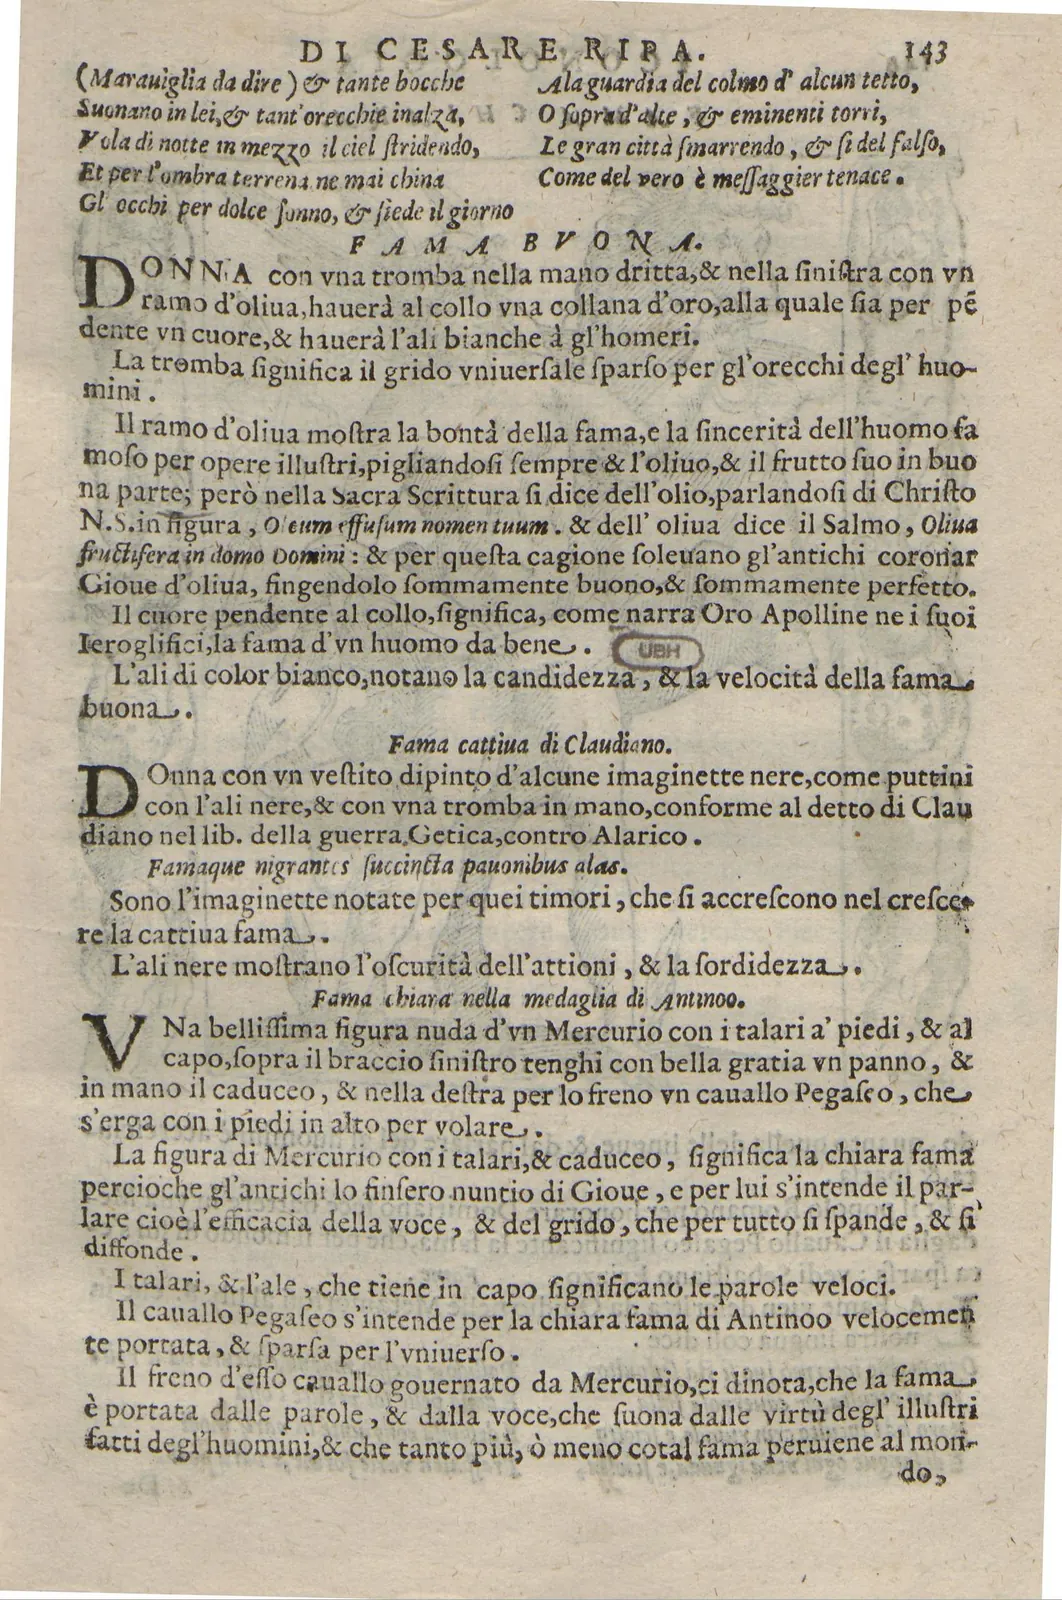 DI CESARE RIPA. 143
(Marauiglia da dire) & tante bocche
Suonano in lei, & tant'orecchie inalza,
Vola di notte in mezzo il ciel ſtridendo,
Et per l'ombra terrena ne mai china
Gl occhi per dolce ſonno, & ſiede il giorno
A la guardia del colmo d' alcun tetto,
O ſopra d'alte, & eminenti torri,
Le gran città ſmarrendo, & ſi del falſo,
Come del vero è meſſaggier tenace.
FAMA BVONA.
DONNA con vna tromba nella mano dritta, & nella ſiniſtra con vn
ramo d'oliua, hauerà al collo vna collana d'oro, alla quale ſia per pē
dente vn cuore, & hauerà l'ali bianche à gl'homeri.
La tromba ſignifica il grido vniuerſale ſparſo per gl'orecchi degl' huo-
mini.
Il ramo d'oliua moſtra la bontà della fama, e la ſincerità dell'huomo fa
moſo per opere illuſtri, pigliandoſi ſempre & l'oliuo, & il frutto ſuo in buo
na parte; però nella Sacra Scrittura ſi dice dell'olio, parlandoſi di Chriſto
N.S. in figura, Oleum effuſum nomen tuum. & dell' oliua dice il Salmo, Oliua
fructifera in domo Domini: & per queſta cagione ſoleuano gl'antichi coronar
Gioue d'oliua, fingendolo ſommamente buono, & ſommamente perfetto.
Il cuore pendente al collo, ſignifica, come narra Oro Apolline ne i ſuoi
Ieroglifici, la fama d'vn huomo da bene. UBH
L'ali di color bianco, notano la candidezza, & la velocità della fama
buona.
Fama cattiua di Claudiano.
DOnna con vn veſtito dipinto d'alcune imaginette nere, come puttini
con l'ali nere, & con vna tromba in mano, conforme al detto di Clau
diano nel lib. della guerra Getica, contro Alarico.
Famaque nigrantes ſuccincta pauonibus alas.
Sono l'imaginette notate per quei timori, che ſi accreſcono nel creſce-
re la cattiua fama.
L'ali nere moſtrano l'oſcurità dell'attioni, & la ſordidezza.
Fama chiara nella medaglia di Antinoo.
VNa belliſſima figura nuda d'vn Mercurio con i talari a' piedi, & al
capo, ſopra il braccio ſiniſtro tenghi con bella gratia vn panno, &
in mano il caduceo, & nella deſtra per lo freno vn cauallo Pegaſeo, che
s'erga con i piedi in alto per volare.
La figura di Mercurio con i talari, & caduceo, ſignifica la chiara fama
percioche gl'antichi lo finſero nuntio di Gioue, e per lui s'intende il par-
lare cioè l'efficacia della voce, & del grido, che per tutto ſi ſpande, & ſi
diffonde.
I talari, & l'ale, che tiene in capo ſignificano le parole veloci.
Il cauallo Pegaſeo s'intende per la chiara fama di Antinoo velocemen
te portata, & ſparſa per l'vniuerſo.
Il freno d'eſſo cauallo gouernato da Mercurio, ci dinota, che la fama
è portata dalle parole, & dalla voce, che ſuona dalle virtù degl' illuſtri
fatti degl'huomini, & che tanto più, ò meno cotal fama peruiene al mon-
do,